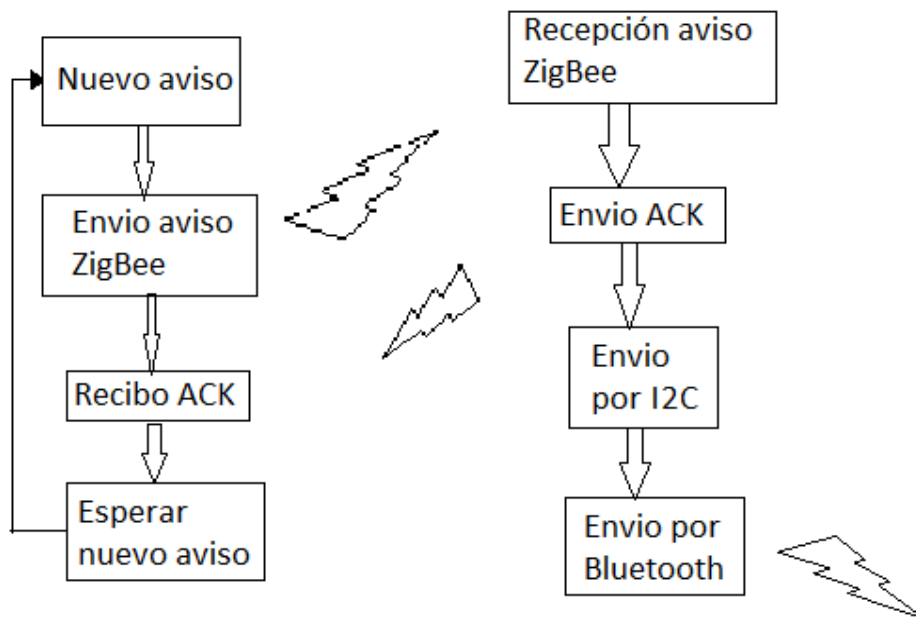 Nuevo aviso
Envio aviso
ZigBee
Recibo ACK
Esperar
nuevo aviso
Recepción aviso
ZigBee
Envio ACK
Envio
por I2C
Envio por
Bluetooth